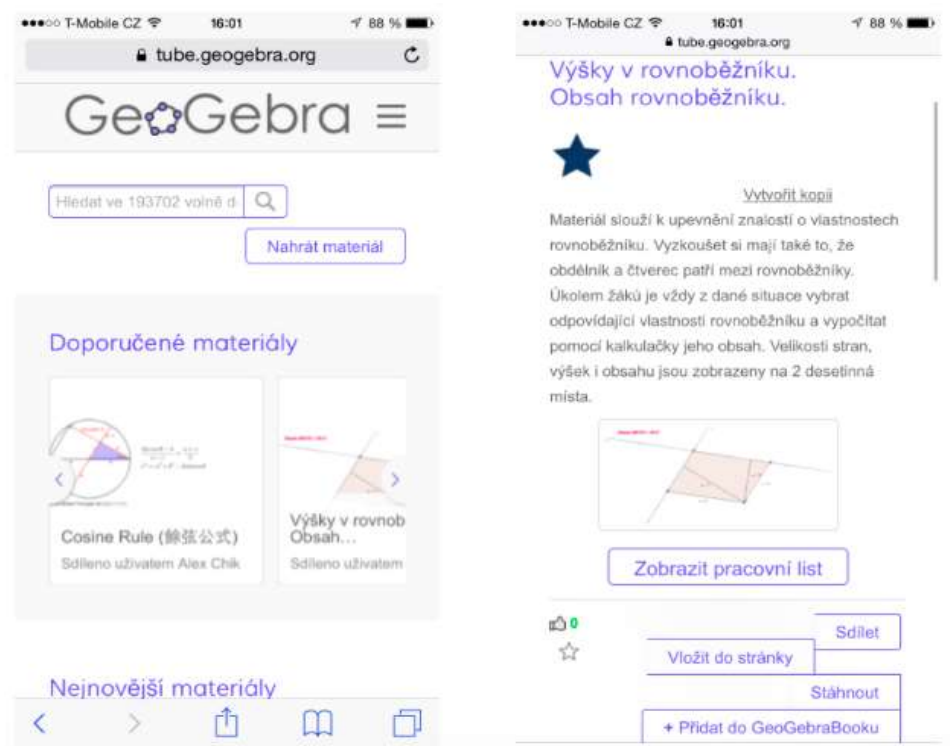 T-Mobile CZ 16:01 88 %
tube.geogebra.org
GeoGebra
Hledat ve 193702 volně d
Nahrát materiál
Doporučené materiály
Cosine Rule (餘弦公式)
Sdíleno uživatelem Alex Chik
Výšky v rovnob
Obsah...
Sdíleno uživatelem
Nejnovější materiály
T-Mobile CZ 16:01 88 %
tube.geogebra.org
Výšky v rovnoběžníku.
Obsah rovnoběžníku.
Vytvořit kopii
Materiál slouží k upevnění znalostí o vlastnostech
rovnoběžníku. Vyzkoušet si mají také to, že
obdélník a čtverec patří mezi rovnoběžníky.
Úkolem žáků je vždy z dané situace vybrat
odpovídající vlastnosti rovnoběžníku a vypočítat
pomocí kalkulačky jeho obsah. Velikosti stran,
výšek i obsahu jsou zobrazeny na 2 desetinná
místa.
Zobrazit pracovní list
0
Sdílet
Vložit do stránky
Stáhnout
+ Přidat do GeoGebraBooku